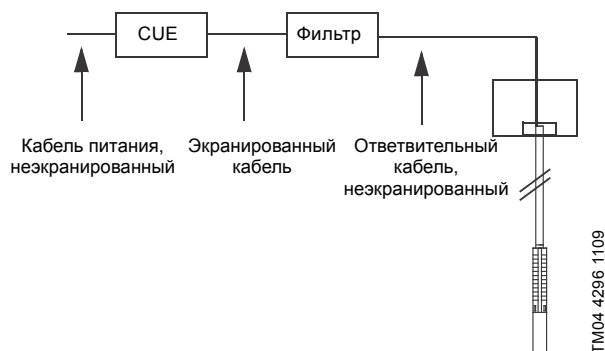 CUE
Фильтр
Кабель питания,
неэкранированный
Экранированный
кабель
Ответвительный
кабель,
неэкранированный
TM04 4296 1109